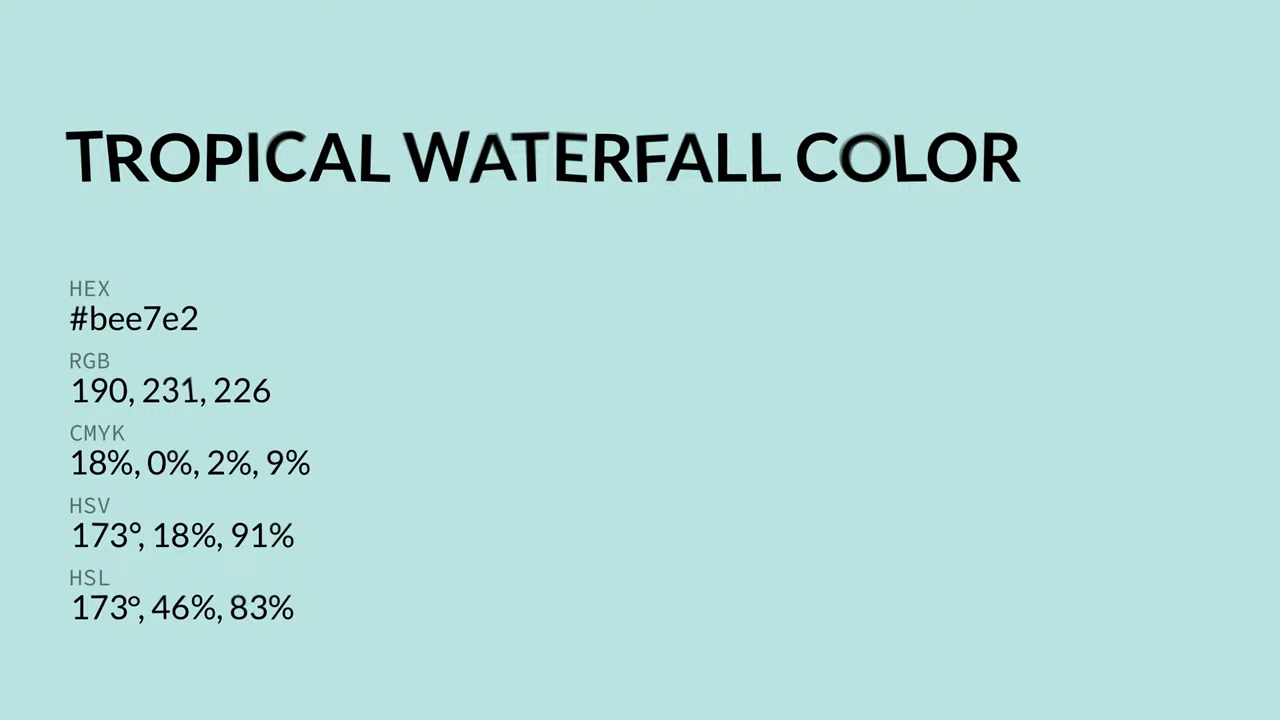 TROPICAL WATERFALL COLOR
HEX
#bee7e2
RGB
190, 231, 226
CMYK
18%, 0%, 2%, 9%
HSV
173°, 18%, 91%
HSL
173°, 46%, 83%